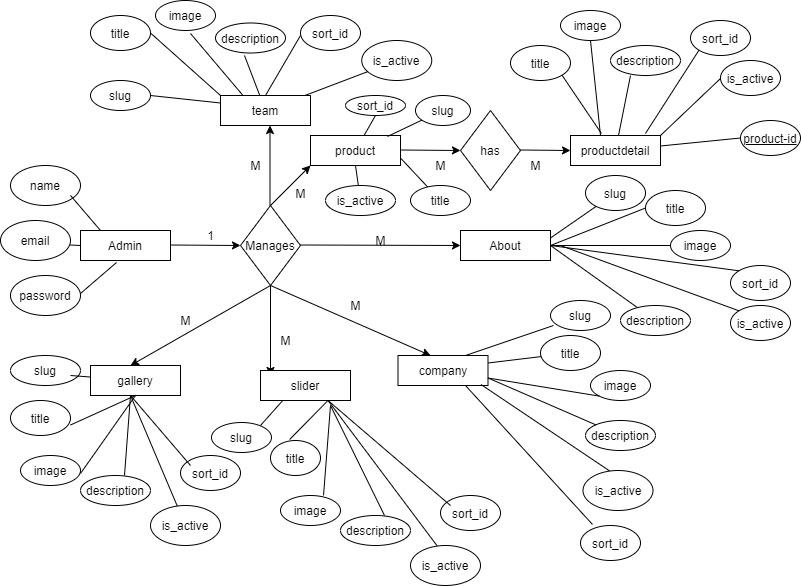 image
title
description
sort_id
is_active
slug
team
image
title
description
sort_id
is_active
product-id
productdetail
sort_id
slug
product
has
M
M
is_active
title
M
M
name
email
password
Admin
1
Manages
M
About
slug
title
image
sort_id
is_active
description
M
M
M
gallery
slug
title
image
description
is_active
sort_id
slider
slug
title
image
description
is_active
sort_id
company
slug
title
image
description
is_active
sort_id